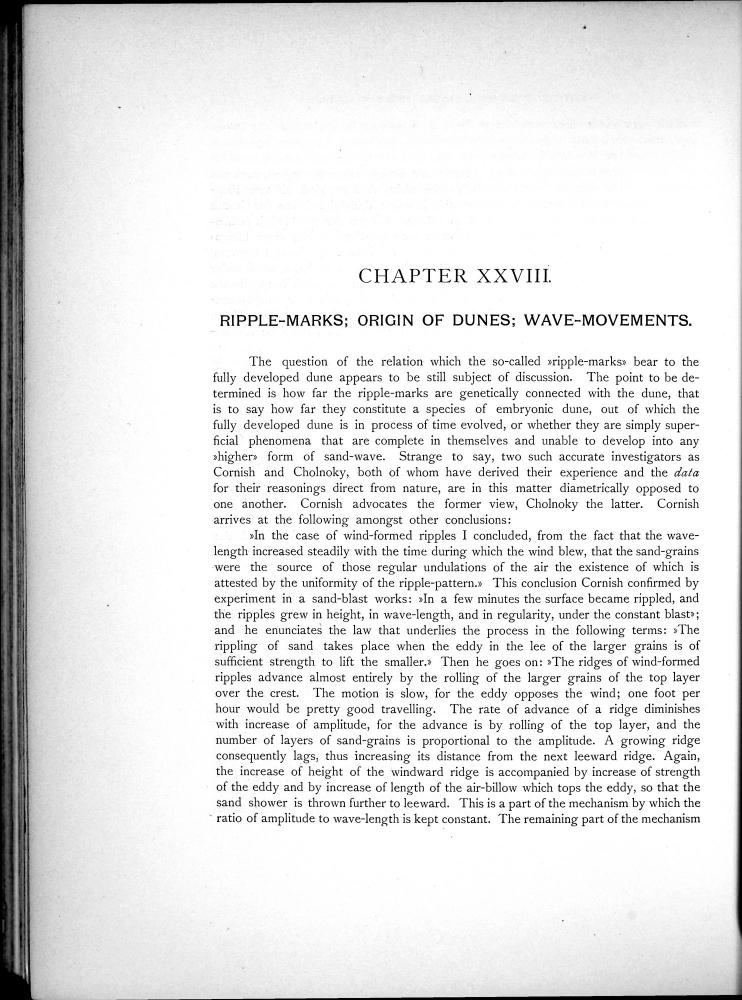 CHAPTER XXVIII.
RIPPLE-MARKS; ORIGIN OF DUNES; WAVE-MOVEMENTS.
The question of the relation which the so-called »ripple-marks» bear to the
fully developed dune appears to be still subject of discussion. The point to be de-
termined is how far the ripple-marks are genetically connected with the dune, that
is to say how far they constitute a species of embryonic dune, out of which the
fully developed dune is in process of time evolved, or whether they are simply super-
ficial phenomena that are complete in themselves and unable to develop into any
»higher» form of sand-wave. Strange to say, two such accurate investigators as
Cornish and Cholnoky, both of whom have derived their experience and the data
for their reasonings direct from nature, are in this matter diametrically opposed to
one another. Cornish advocates the former view, Cholnoky the latter. Cornish
arrives at the following amongst other conclusions:
»In the case of wind-formed ripples I concluded, from the fact that the wave-
length increased steadily with the time during which the wind blew, that the sand-grains
were the source of those regular undulations of the air the existence of which is
attested by the uniformity of the ripple-pattern.» This conclusion Cornish confirmed by
experiment in a sand-blast works: »In a few minutes the surface became rippled, and
the ripples grew in height, in wave-length, and in regularity, under the constant blast»;
and he enunciates the law that underlies the process in the following terms: »The
rippling of sand takes place when the eddy in the lee of the larger grains is of
sufficient strength to lift the smaller.» Then he goes on: »The ridges of wind-formed
ripples advance almost entirely by the rolling of the larger grains of the top layer
over the crest. The motion is slow, for the eddy opposes the wind; one foot per
hour would be pretty good travelling. The rate of advance of a ridge diminishes
with increase of amplitude, for the advance is by rolling of the top layer, and the
number of layers of sand-grains is proportional to the amplitude. A growing ridge
consequently lags, thus increasing its distance from the next leeward ridge. Again,
the increase of height of the windward ridge is accompanied by increase of strength
of the eddy and by increase of length of the air-billow which tops the eddy, so that the
sand shower is thrown further to leeward. This is a part of the mechanism by which the
ratio of amplitude to wave-length is kept constant. The remaining part of the mechanism